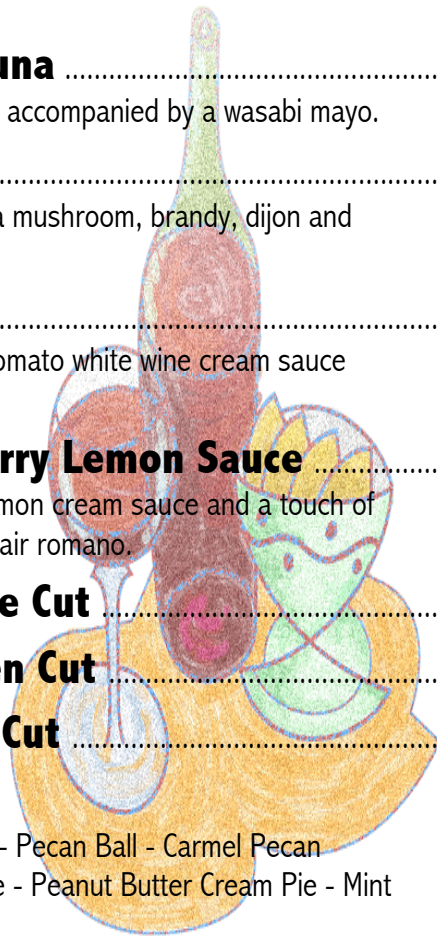 una ........................................................
accompanied by a wasabi mayo.
........................................................
a mushroom, brandy, dijon and
........................................................
omato white wine cream sauce
rry Lemon Sauce ....................
mon cream sauce and a touch of
air romano.
e Cut ........................................................
en Cut ........................................................
Cut ........................................................
- Pecan Ball - Carmel Pecan
e - Peanut Butter Cream Pie - Mint